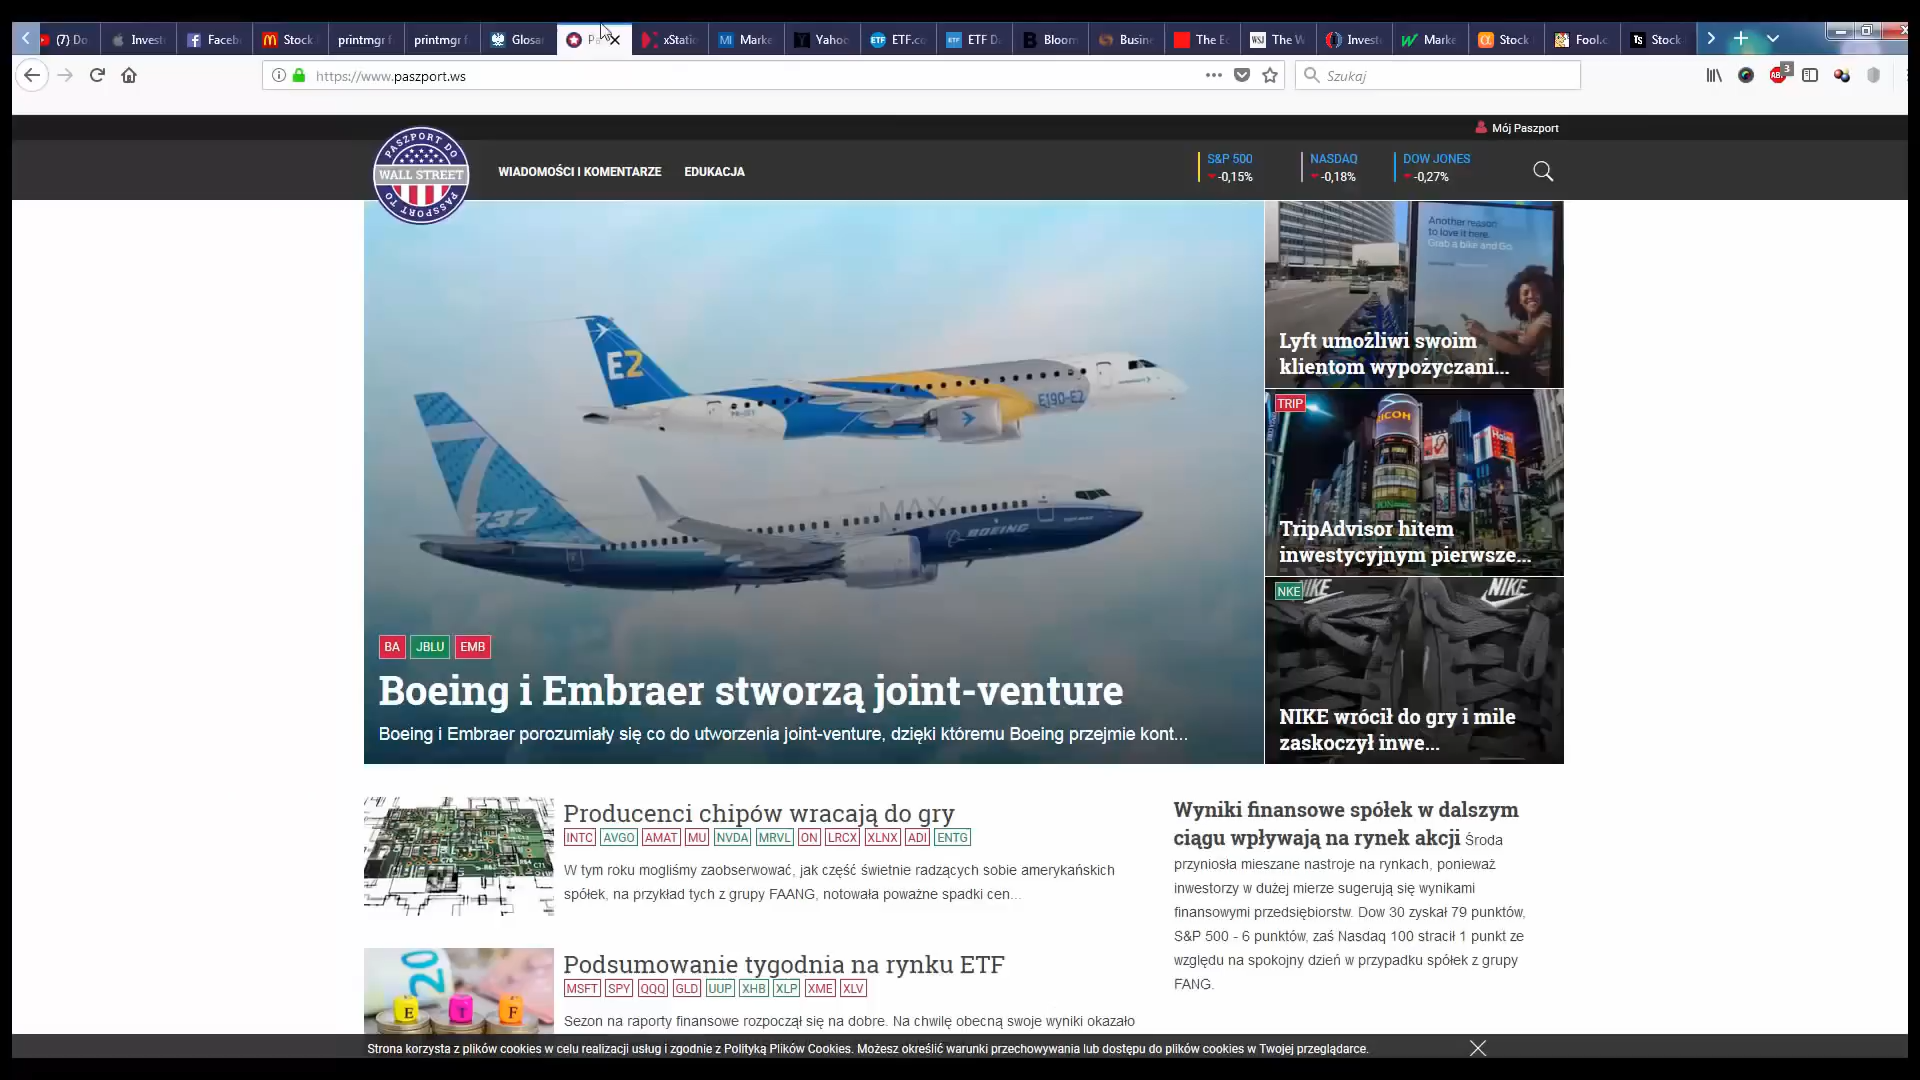 (7) Do
Invest
Faceb
Stock
printmgr f
printmgr f
Glosa
xStatio
Marke
Yahoo
ETF.co
ETF D
Bloom
Busin
The E
The W
Invest
Marke
Stock
Fool.c
Stock
https://www.paszport.ws
Szukaj
3
Mój Paszport
PASZPORT DO
WALL STREET
PASSPORT TO
WIADOMOŚCI I KOMENTARZE
EDUKACJA
S&P 500
-0,15%
NASDAQ
-0,18%
DOW JONES
-0,27%
Another reason
to love it here.
Grab a bike and Go.
Lyft umożliwi swoim
klientom wypożyczani...
TRIP
RICOH
Haier
TripAdvisor hitem
inwestycyjnym pierwsze...
NKE
NIKE
NIKE
NIKE wrócił do gry i mile
zaskoczył inwe...
E2
E190-E2
737
MAX
BOEING
BA JBLU EMB
Boeing i Embraer stworzą joint-venture
Boeing i Embraer porozumiały się co do utworzenia joint-venture, dzięki któremu Boeing przejmie kont...
Producenci chipów wracają do gry
INTC AVGO AMAT MU NVDA MRVL ON LRCX XLNX ADI ENTG
W tym roku mogliśmy zaobserwować, jak część świetnie radzących sobie amerykańskich
spółek, na przykład tych z grupy FAANG, notowała poważne spadki cen...
20
E T F
Podsumowanie tygodnia na rynku ETF
MSFT SPY QQQ GLD UUP XHB XLP XME XLV
Sezon na raporty finansowe rozpoczął się na dobre. Na chwilę obecną swoje wyniki okazało
Wyniki finansowe spółek w dalszym
ciągu wpływają na rynek akcji Środa
przyniosła mieszane nastroje na rynkach, ponieważ
inwestorzy w dużej mierze sugerują się wynikami
finansowymi przedsiębiorstw. Dow 30 zyskał 79 punktów,
S&P 500 - 6 punktów, zaś Nasdaq 100 stracił 1 punkt ze
względu na spokojny dzień w przypadku spółek z grupy
FANG.
Strona korzysta z plików cookies w celu realizacji usług i zgodnie z Polityką Plików Cookies. Możesz określić warunki przechowywania lub dostępu do plików cookies w Twojej przeglądarce.